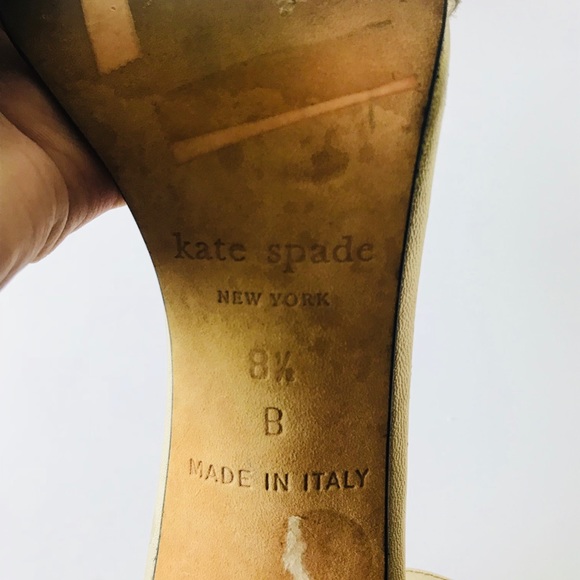 kate spade
NEW YORK
8½
B
MADE IN ITALY